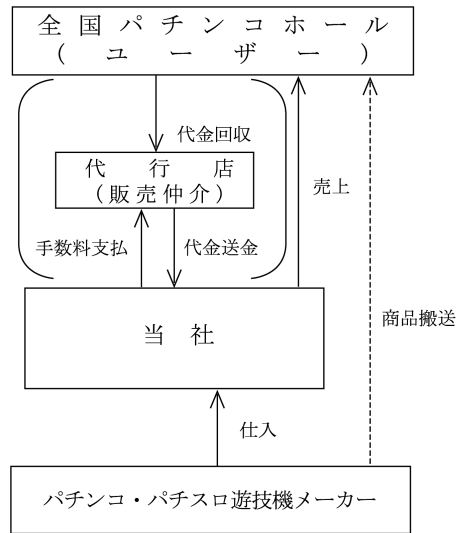 全国パチンコホール
（ユーザー）
代金回収
代行店
（販売仲介）
売上
手数料支払
代金送金
当社
商品搬送
仕入
パチンコ・パチスロ遊技機メーカー